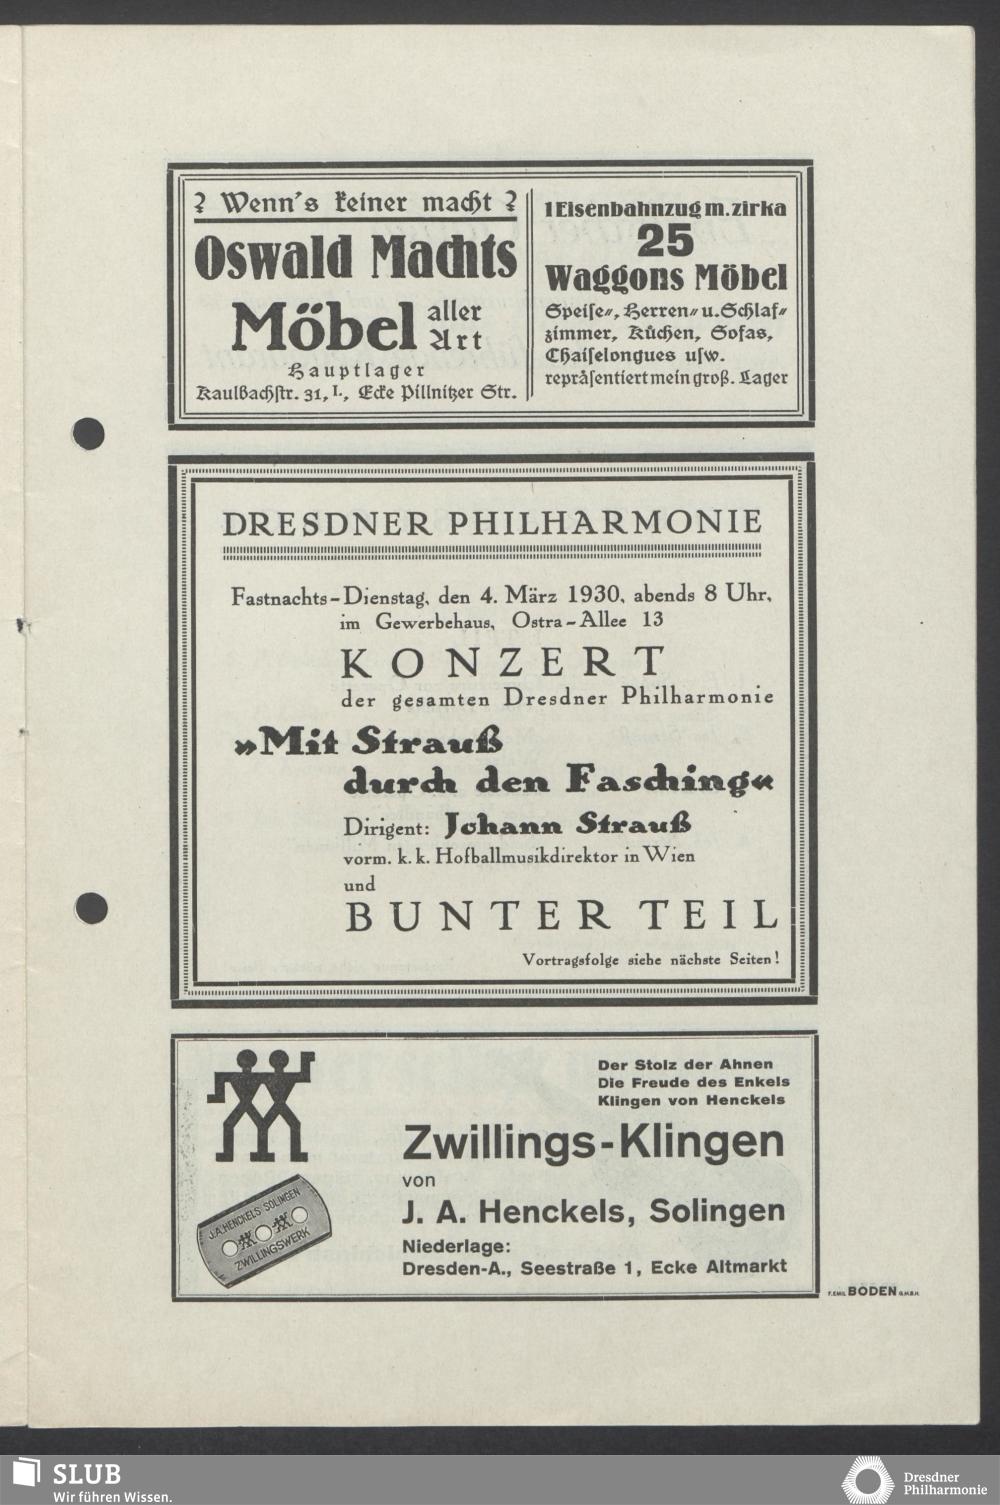 ? Wenn's keiner macht ?
Oswald Machts
Möbel aller Art
Hauptlager
Kaulbachstr. 31, I., Ecke Pillnitzer Str.
1 Eisenbahnzug m. zirka
25
Waggons Möbel
Speise-, Herren- u. Schlaf-
zimmer, Küchen, Sofas,
Chaiselongues usw.
repräsentiert mein groß. Lager
DRESDNER PHILHARMONIE
Fastnachts-Dienstag, den 4. März 1930, abends 8 Uhr,
im Gewerbehaus, Ostra-Allee 13
KONZERT
der gesamten Dresdner Philharmonie
»Mit Strauß
durch den Fasching«
Dirigent: Johann Strauß
vorm. k. k. Hofballmusikdirektor in Wien
und
BUNTER TEIL
Vortragsfolge siehe nächste Seiten!
Der Stolz der Ahnen
Die Freude des Enkels
Klingen von Henckels
Zwillings-Klingen
von
J. A. Henckels, Solingen
Niederlage:
Dresden-A., Seestraße 1, Ecke Altmarkt
J.A. HENCKELS SOLINGEN
ZWILLINGSWERK
F. EMIL BODEN G.M.B.H.
SLUB
Wir führen Wissen.
Dresdner
Philharmonie